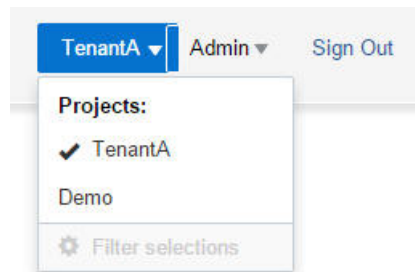 TenantA Admin Sign Out
Projects:
TenantA
Demo
Filter selections